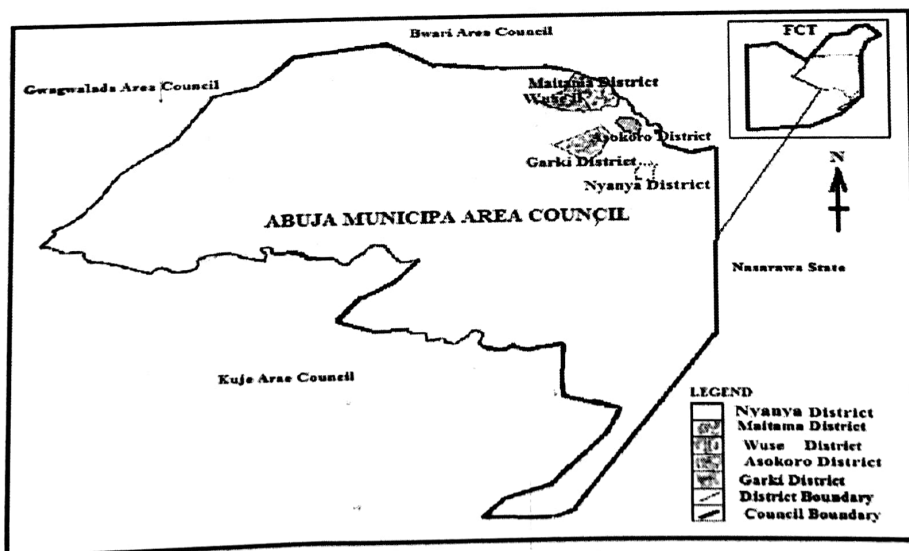 Bwari Area Council
FCT
Gwagwalada Area Council
Maitama District
Wuse II
Asokoro District
Garki District
Nyanya District
N
ABUJA MUNICIPA AREA COUNCIL
Nasarawa State
Kuje Arae Council
LEGEND
Nyanya District
Maitama District
Wuse District
Asokoro District
Garki District
District Boundary
Council Boundary